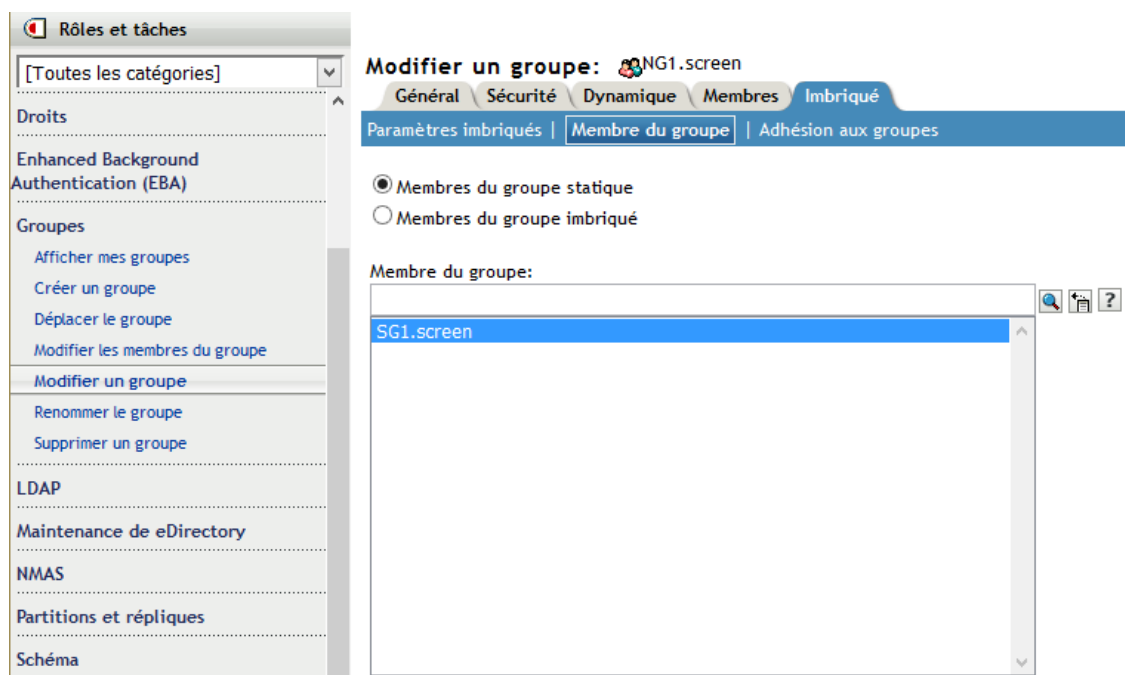 Rôles et tâches
[Toutes les catégories]
Droits
Enhanced Background
Authentication (EBA)
Groupes
Afficher mes groupes
Créer un groupe
Déplacer le groupe
Modifier les membres du groupe
Modifier un groupe
Renommer le groupe
Supprimer un groupe
LDAP
Maintenance de eDirectory
NMAS
Partitions et répliques
Schéma
Modifier un groupe: NG1.screen
Général Sécurité Dynamique Membres Imbriqué
Paramètres imbriqués | Membre du groupe | Adhésion aux groupes
Membres du groupe statique
Membres du groupe imbriqué
Membre du groupe:
?
SG1.screen